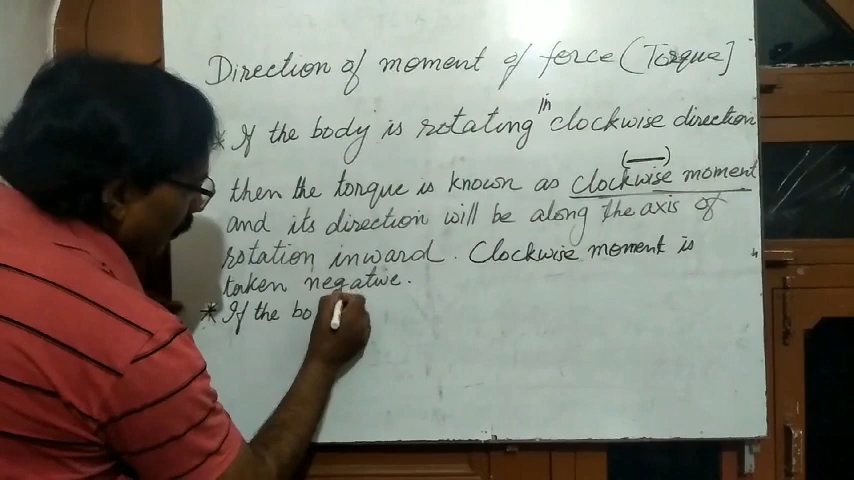 Direction of moment of force (Torque]
* If the body is rotating in clockwise direction
(—)
then the torque is known as clockwise moment
and its direction will be along the axis of
rotation inward. Clockwise moment is
taken negative.
* If the bo